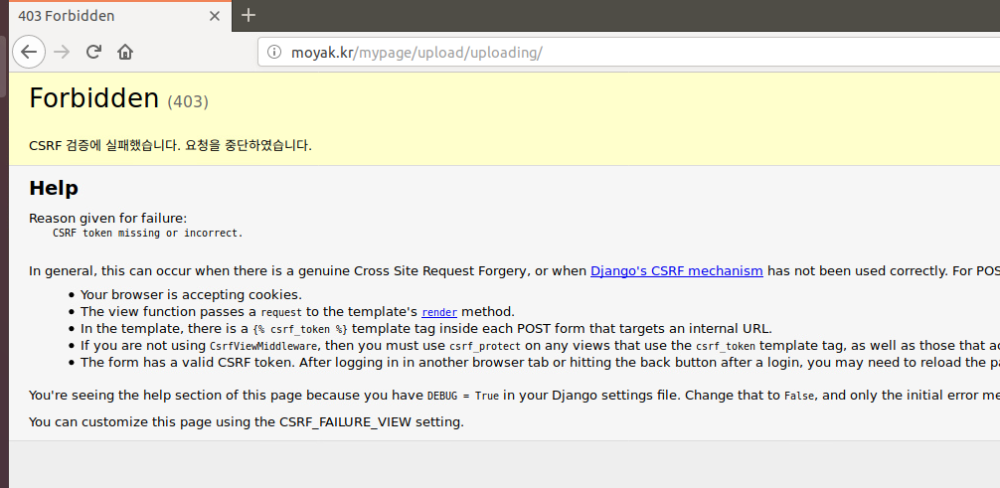 403 Forbidden
moyak.kr/mypage/upload/uploading/
Forbidden (403)
CSRF 검증에 실패했습니다. 요청을 중단하였습니다.
Help
Reason given for failure:
CSRF token missing or incorrect.
In general, this can occur when there is a genuine Cross Site Request Forgery, or when Django's CSRF mechanism has not been used correctly. For POS
Your browser is accepting cookies.
The view function passes a request to the template's render method.
In the template, there is a {% csrf_token %} template tag inside each POST form that targets an internal URL.
If you are not using CsrfViewMiddleware, then you must use csrf_protect on any views that use the csrf_token template tag, as well as those that ac
The form has a valid CSRF token. After logging in in another browser tab or hitting the back button after a login, you may need to reload the pa
You're seeing the help section of this page because you have DEBUG = True in your Django settings file. Change that to False, and only the initial error me
You can customize this page using the CSRF_FAILURE_VIEW setting.